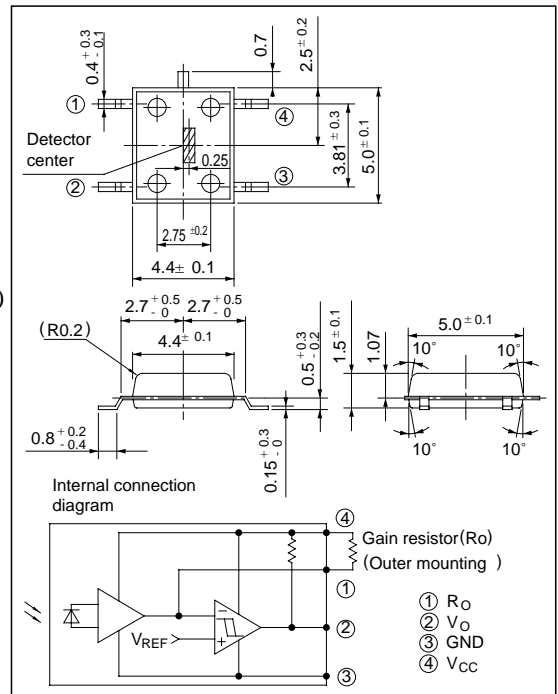 0.4 +0.3 -0.1
0.7
2.5 ± 0.2
①
④
Detector
center
0.25
3.81 ± 0.3
5.0 ± 0.1
②
③
2.75 ±0.2
4.4± 0.1
2.7 +0.5 -0
2.7 +0.5 -0
(R0.2)
4.4± 0.1
0.5 +0.3 -0.2
1.5 ± 0.1
1.07
5.0 ± 0.1
10°
10°
10°
10°
0.8 +0.2 -0.4
0.15 +0.3 -0
)
Internal connection
diagram
④
Gain resistor(Ro)
(Outer mounting )
①
VREF
−
+
②
③
① RO
② VO
③ GND
④ VCC